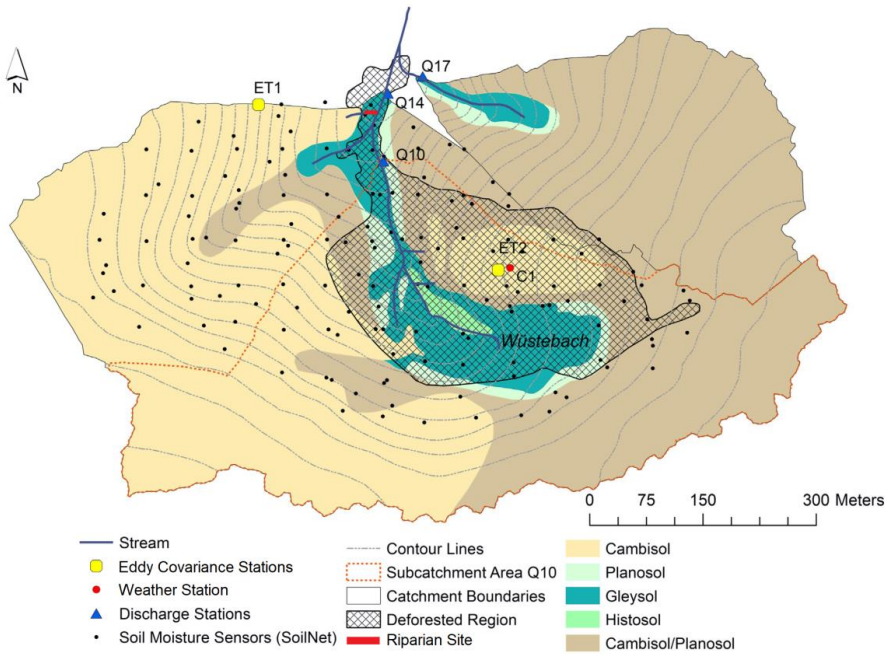 N
ET1
Q17
Q14
Q10
ET2
C1
Wüstebach
0 75 150 300 Meters
Stream
Eddy Covariance Stations
Weather Station
Discharge Stations
Soil Moisture Sensors (SoilNet)
Contour Lines
Subcatchment Area Q10
Catchment Boundaries
Deforested Region
Riparian Site
Cambisol
Planosol
Gleysol
Histosol
Cambisol/Planosol